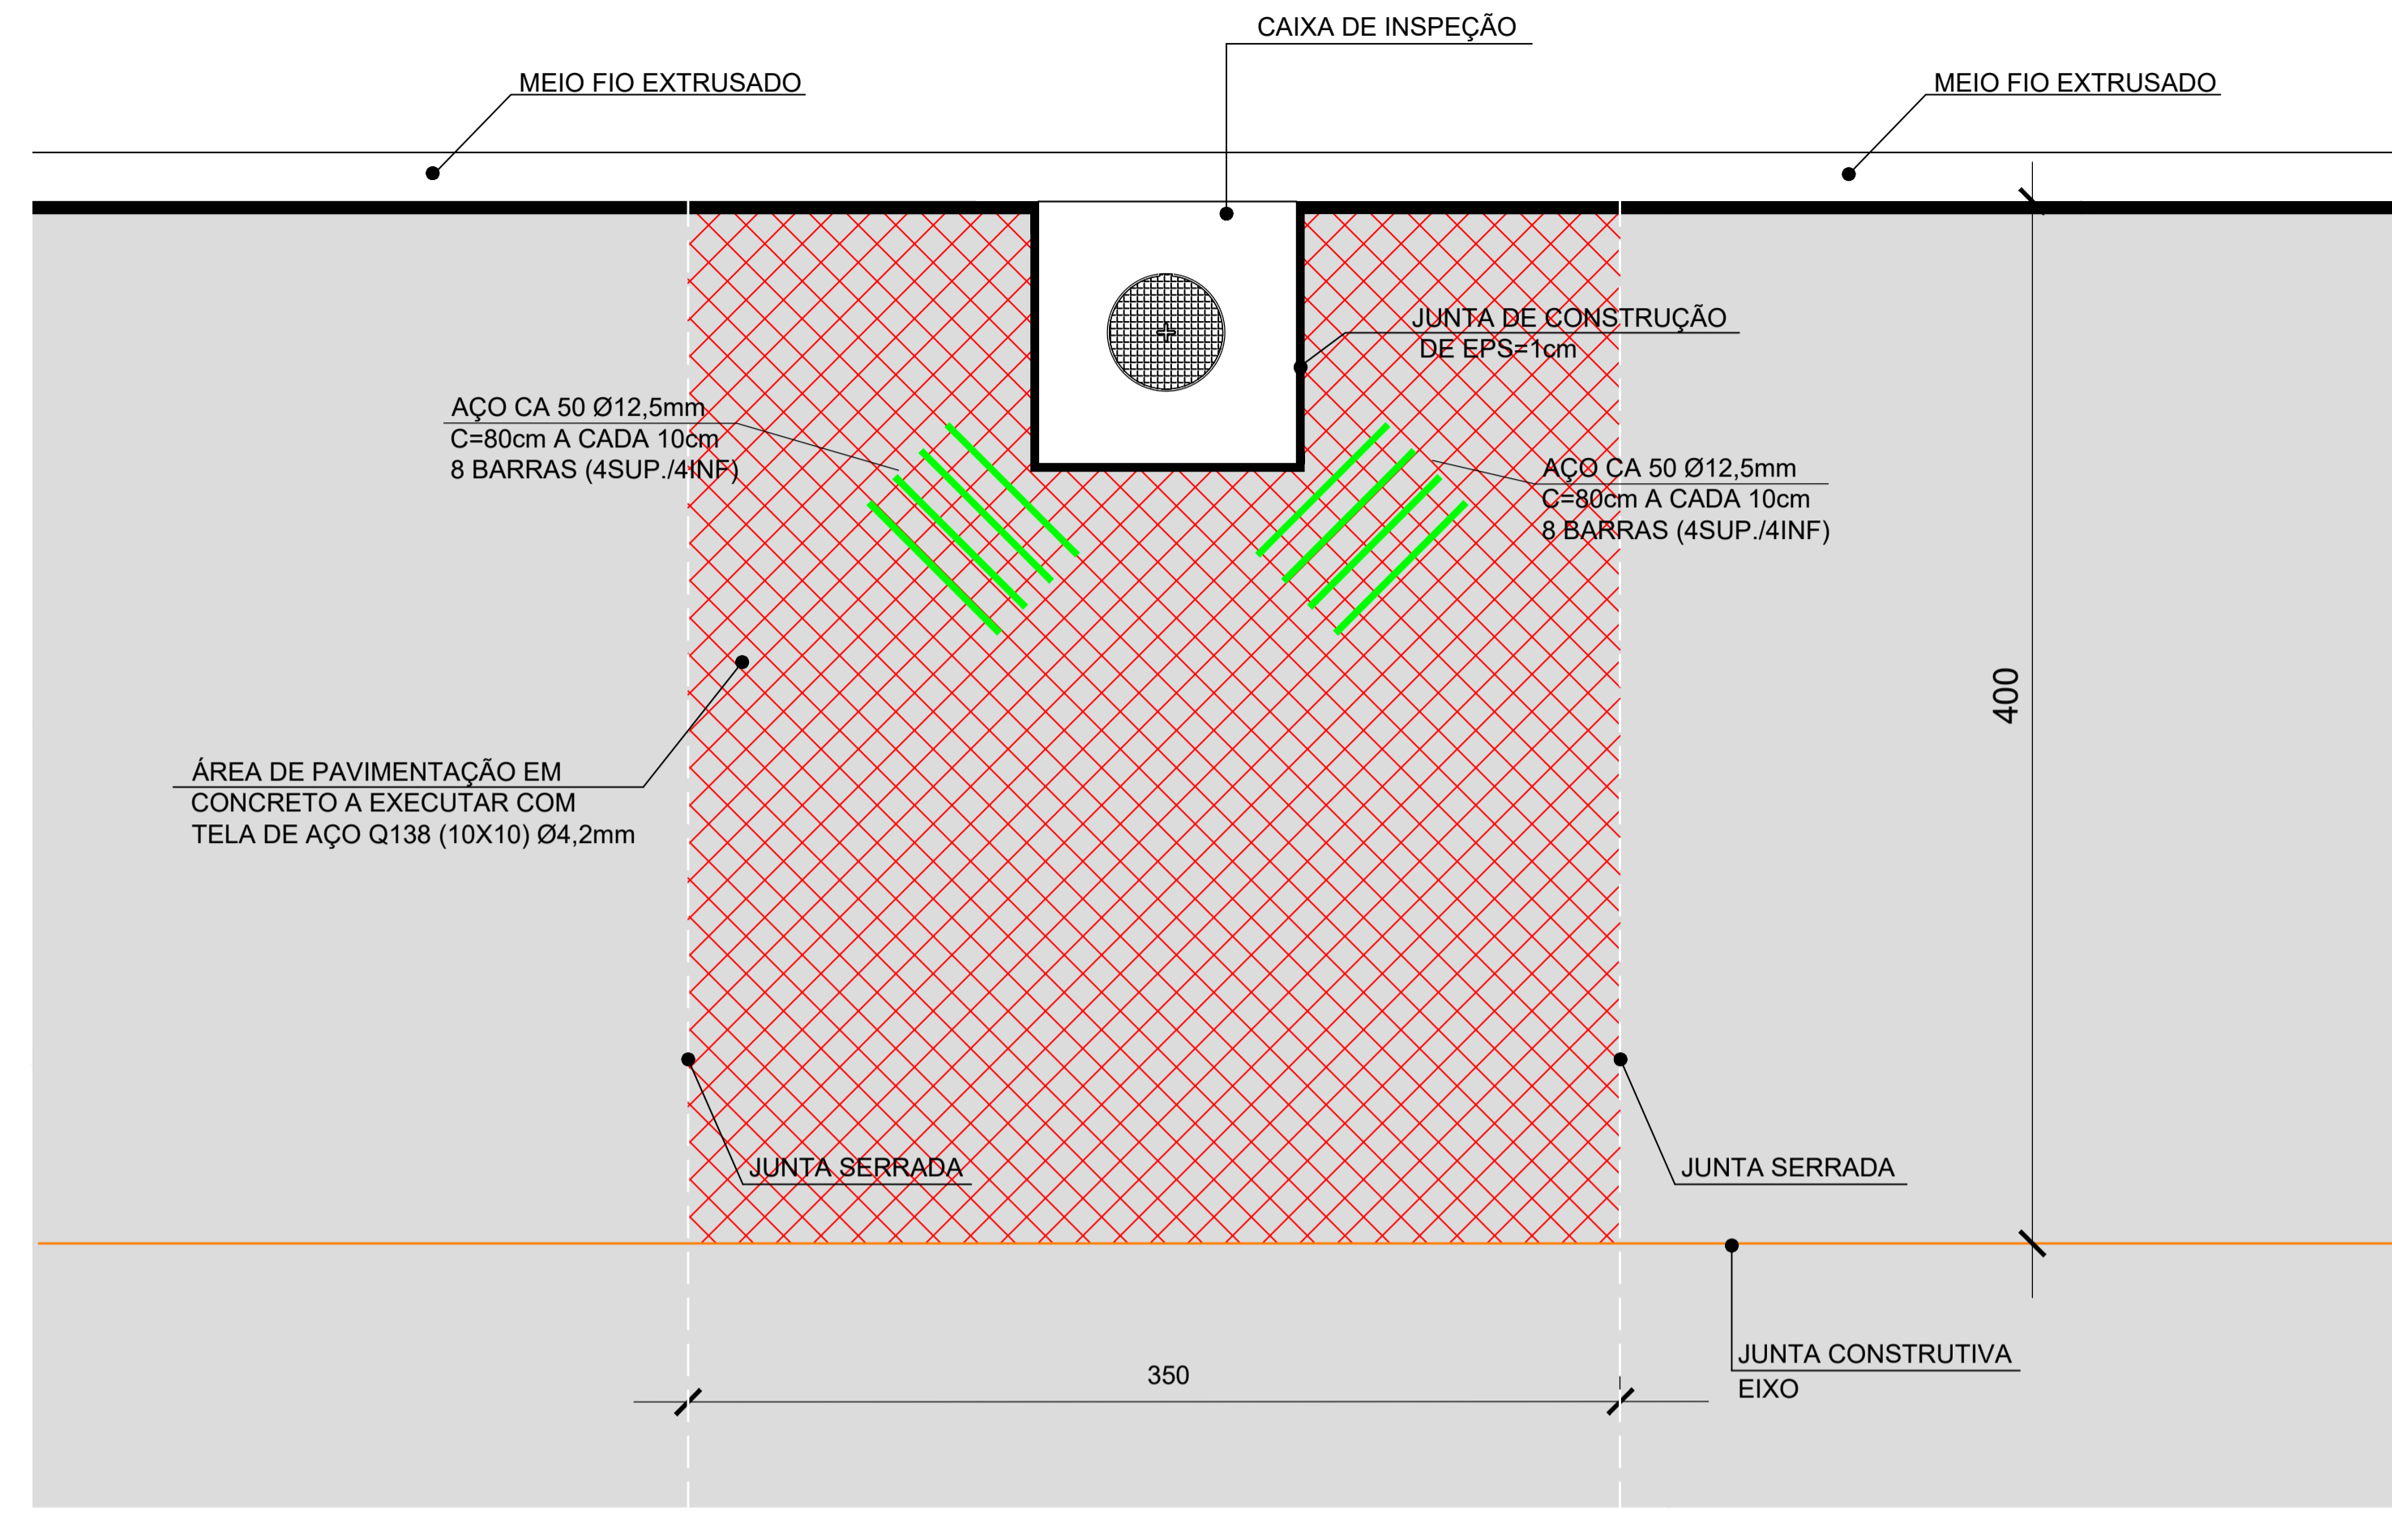 CAIXA DE INSPEÇÃO
MEIO FIO EXTRUSADO
MEIO FIO EXTRUSADO
JUNTA DE CONSTRUÇÃO
DE EPS=1cm
AÇO CA 50 Ø12,5mm
C=80cm A CADA 10cm
8 BARRAS (4SUP./4INF)
AÇO CA 50 Ø12,5mm
C=80cm A CADA 10cm
8 BARRAS (4SUP./4INF)
400
ÁREA DE PAVIMENTAÇÃO EM
CONCRETO A EXECUTAR COM
TELA DE AÇO Q138 (10X10) Ø4,2mm
JUNTA SERRADA
JUNTA SERRADA
JUNTA CONSTRUTIVA
EIXO
350